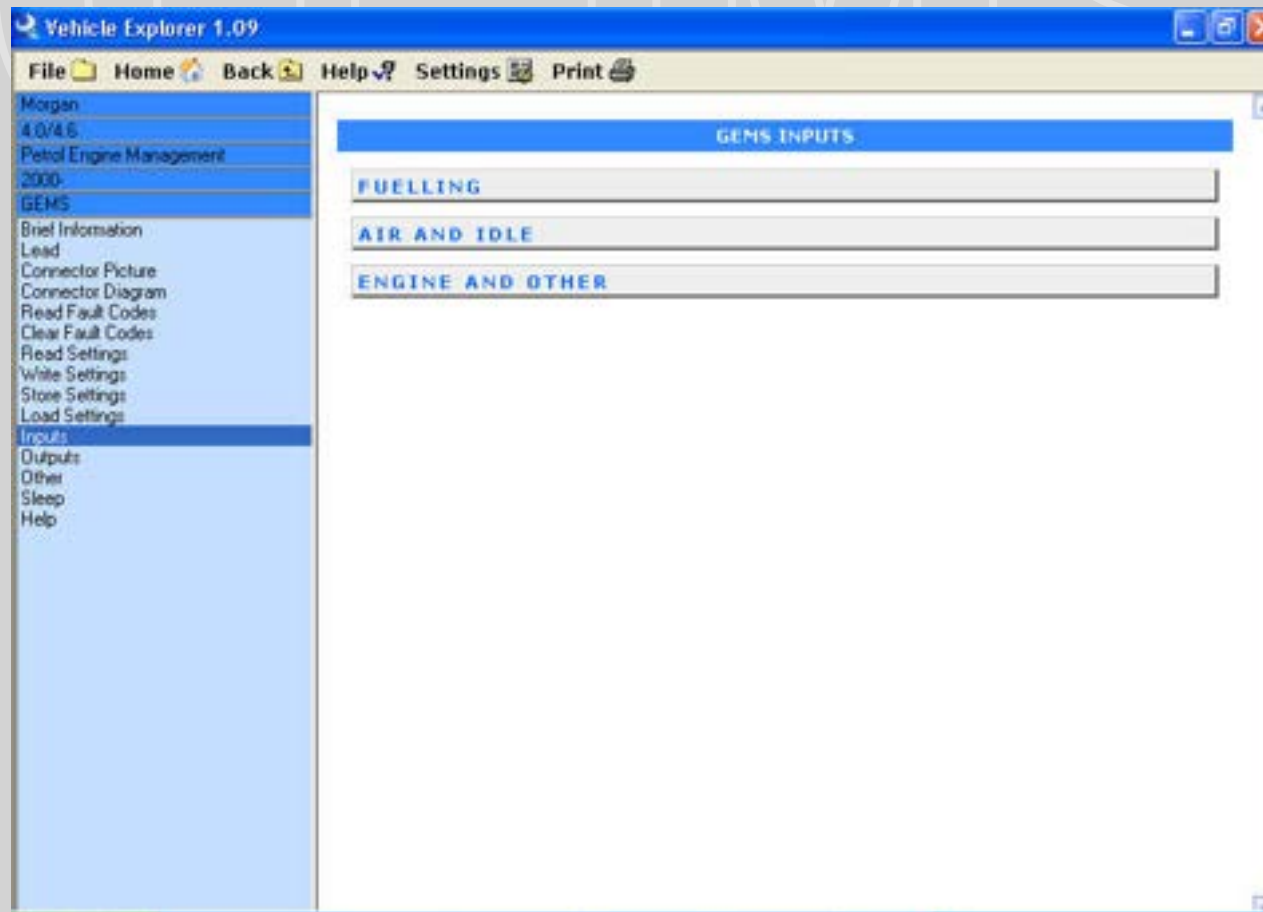 Vehicle Explorer 1.09
File Home Back Help Settings Print
Morgan
4.0/4.6
Petrol Engine Management
2000-
GEMS
Brief Information
Lead
Connector Picture
Connector Diagram
Read Fault Codes
Clear Fault Codes
Read Settings
Write Settings
Store Settings
Load Settings
Inputs
Outputs
Other
Sleep
Help
GEMS INPUTS
FUELLING
AIR AND IDLE
ENGINE AND OTHER